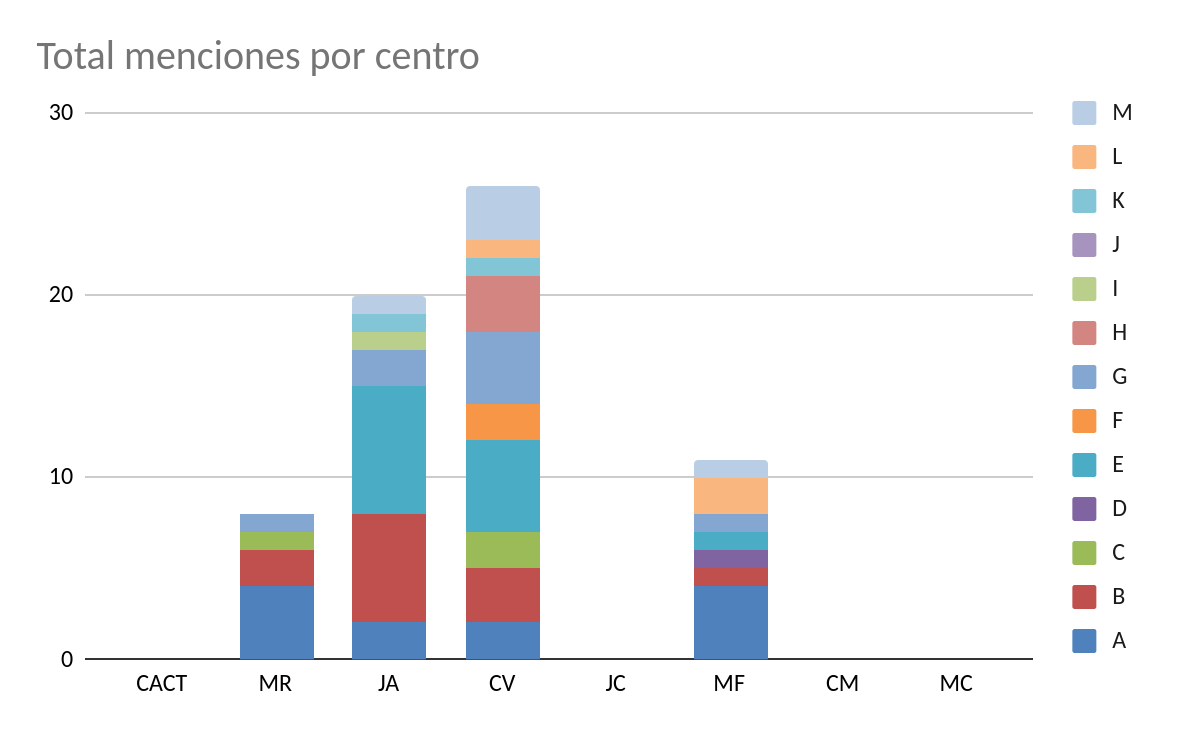 Total menciones por centro
30
20
10
0
CACT MR JA CV JC MF CM MC
M
L
K
J
I
H
G
F
E
D
C
B
A